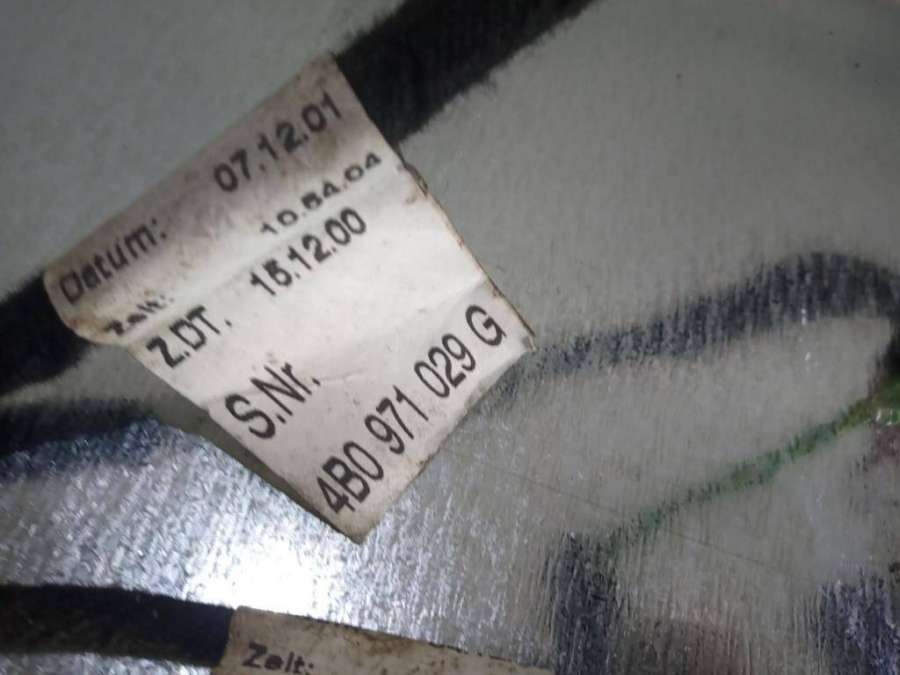 Datum: 07.12.01
Zeit: 10.54.04
Z.DT. 15.12.00
S.Nr.
4B0 971 029 G
Zeit: